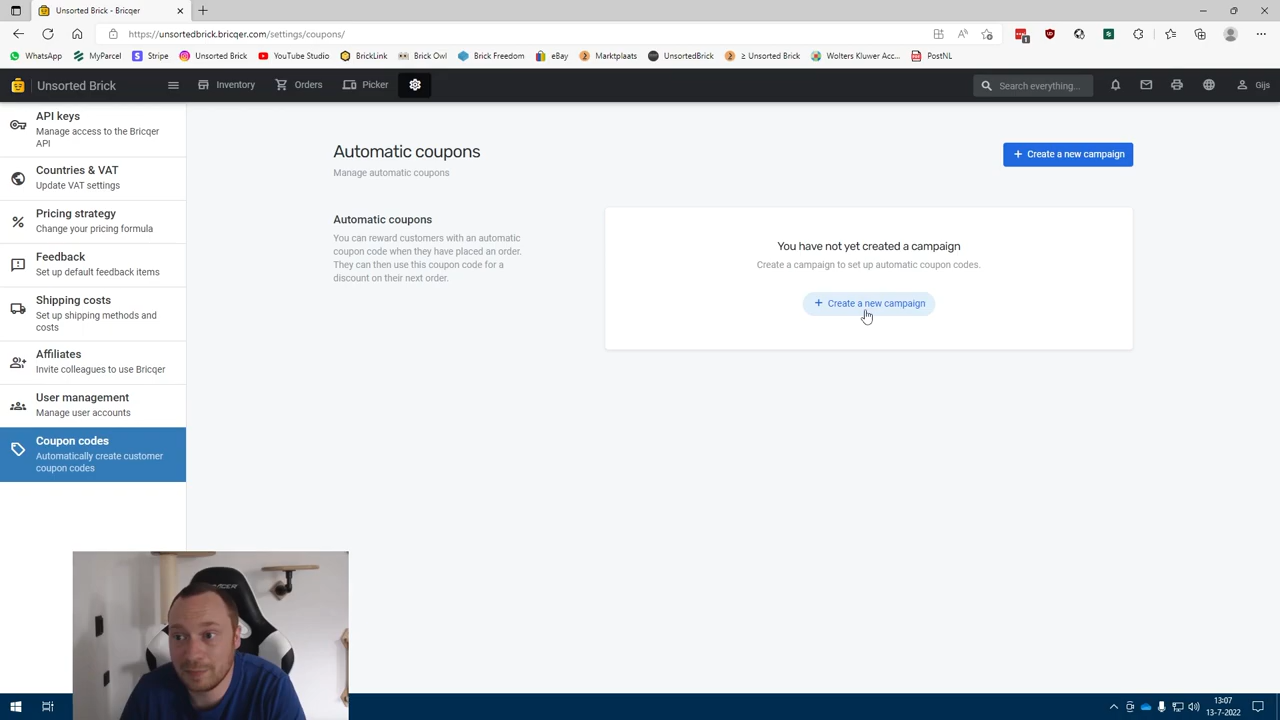 Unsorted Brick - Bricqer
https://unsortedbrick.bricqer.com/settings/coupons/
WhatsApp
MyParcel
Stripe
Unsorted Brick
YouTube Studio
BrickLink
Brick Owl
Brick Freedom
eBay
Marktplaats
UnsortedBrick
≥ Unsorted Brick
Wolters Kluwer Acc...
PostNL
Unsorted Brick
Inventory
Orders
Picker
Search everything...
Gijs
API keys
Manage access to the Bricqer
API
Countries & VAT
Update VAT settings
Pricing strategy
Change your pricing formula
Feedback
Set up default feedback items
Shipping costs
Set up shipping methods and
costs
Affiliates
Invite colleagues to use Bricqer
User management
Manage user accounts
Coupon codes
Automatically create customer
coupon codes
Automatic coupons
Manage automatic coupons
+ Create a new campaign
Automatic coupons
You can reward customers with an automatic
coupon code when they have placed an order.
They can then use this coupon code for a
discount on their next order.
You have not yet created a campaign
Create a campaign to set up automatic coupon codes.
+ Create a new campaign
13:07
13-7-2022